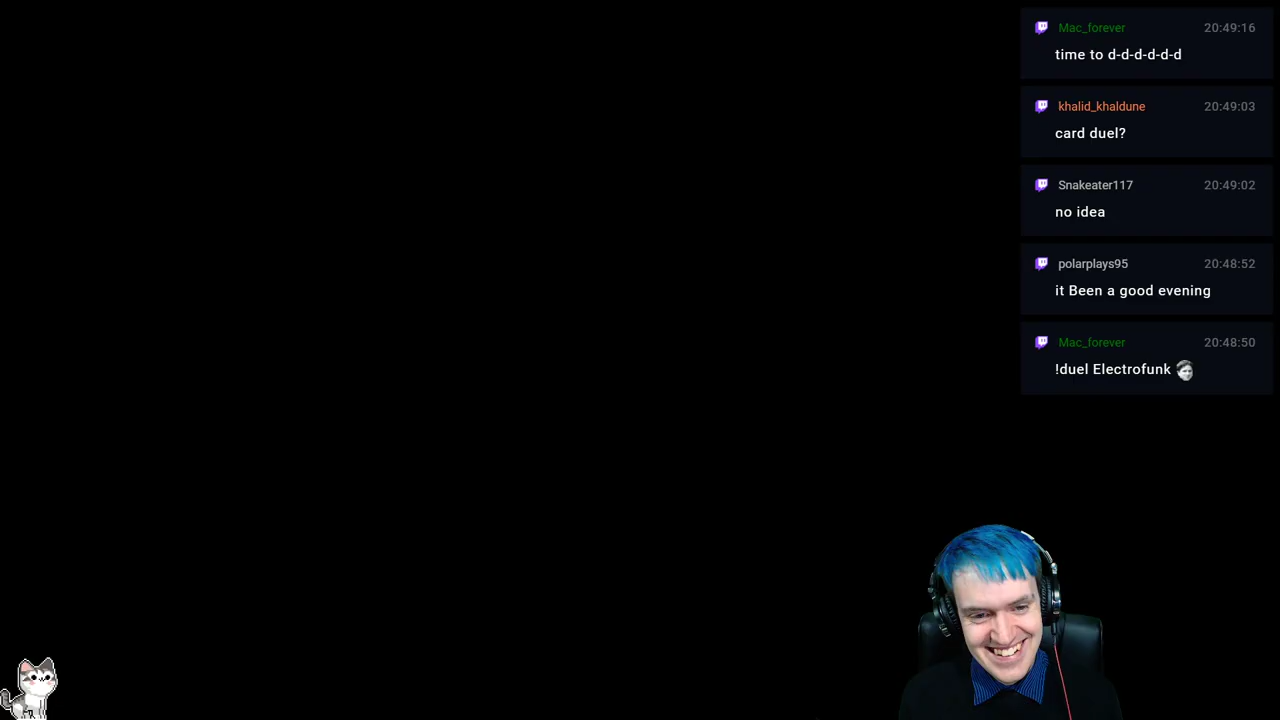 Mac_forever 20:49:16
time to d-d-d-d-d-d
khalid_khaldune 20:49:03
card duel?
Snakeater117 20:49:02
no idea
polarplays95 20:48:52
it Been a good evening
Mac_forever 20:48:50
!duel Electrofunk